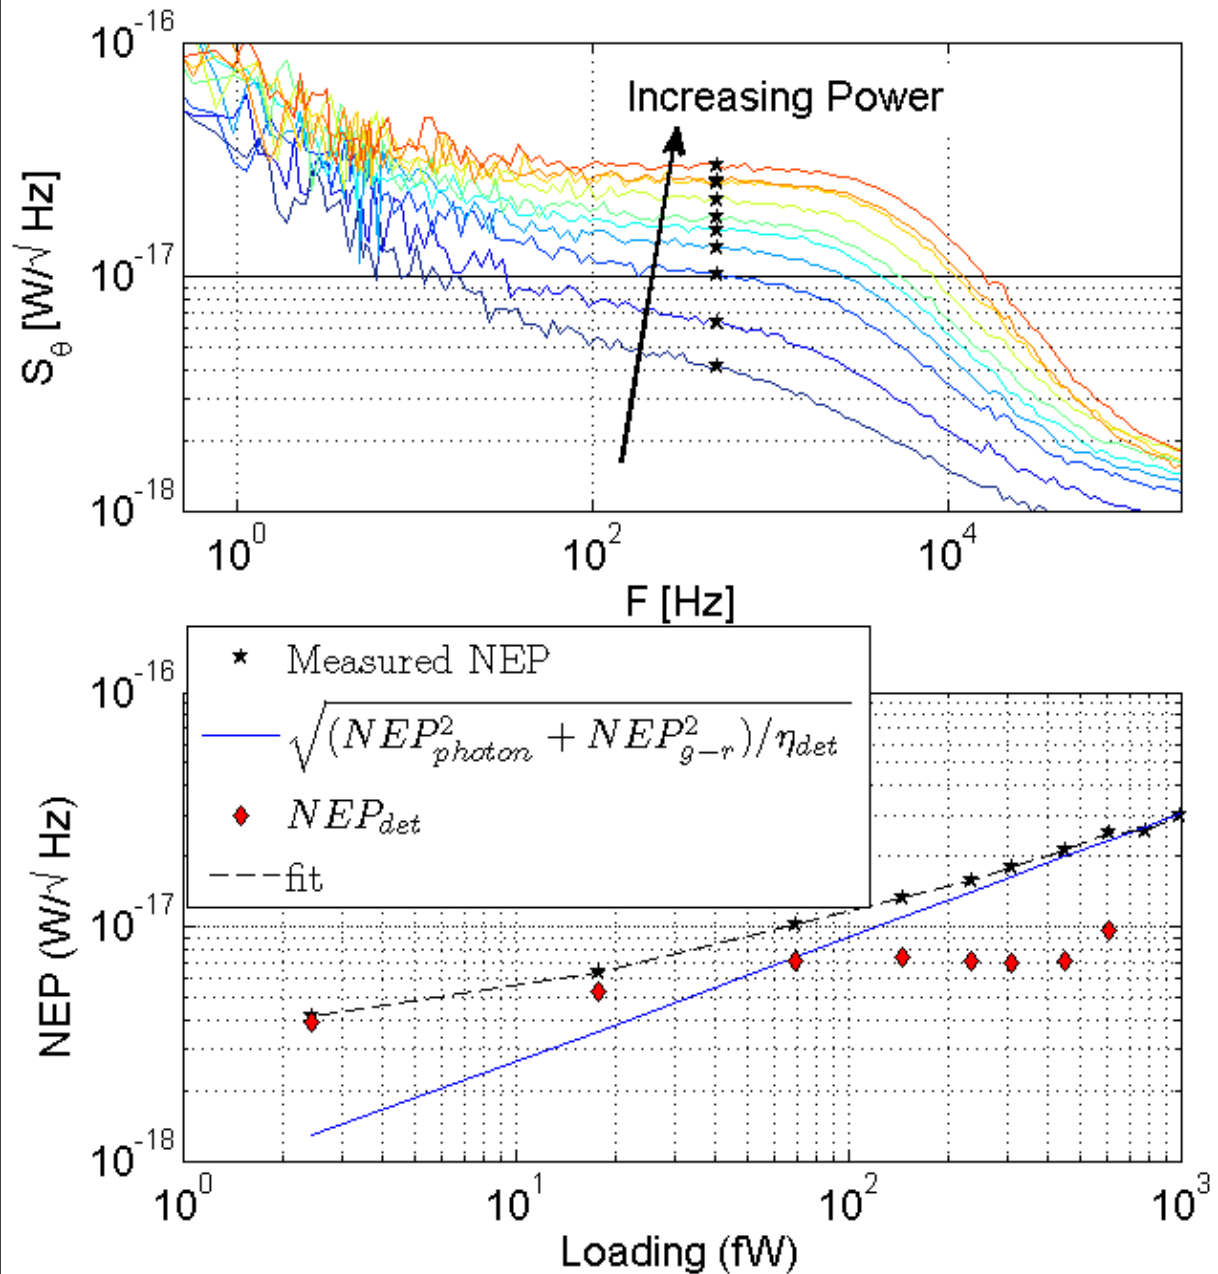 10^-16
Increasing Power
10^-17
10^-18
S_θ [W/√ Hz]
10^0 10^2 10^4
F [Hz]
Measured NEP
√(NEP²_photon + NEP²_g−r)/η_det
NEP_det
fit
10^-16
10^-17
10^-18
NEP (W/√ Hz)
10^0 10^1 10^2 10^3
Loading (fW)